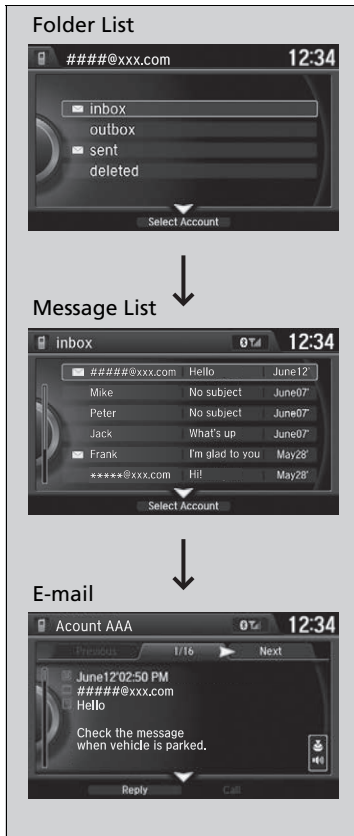 Folder List
####@xxx.com 12:34
inbox
outbox
sent
deleted
Select Account
Message List
inbox 12:34
#####@xxx.com Hello June12'
Mike No subject June07'
Peter No subject June07'
Jack What's up June07'
Frank I'm glad to you May28'
*****@xxx.com Hi! May28'
Select Account
E-mail
Acount AAA 12:34
Previous 1/16 Next
June12'02:50 PM
#####@xxx.com
Hello
Check the message
when vehicle is parked.
Reply Call